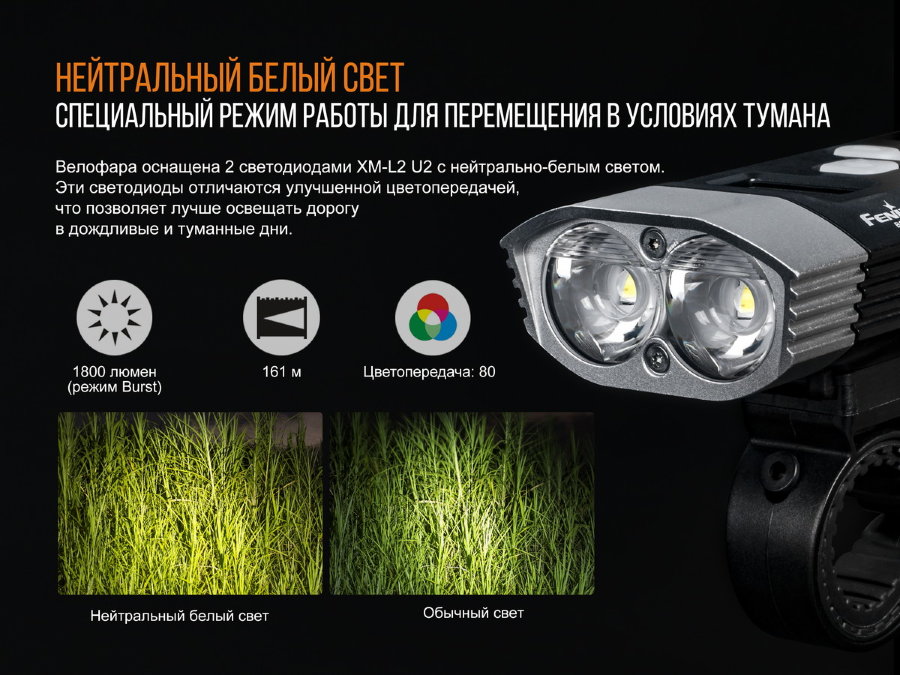 НЕЙТРАЛЬНЫЙ БЕЛЫЙ СВЕТ
СПЕЦИАЛЬНЫЙ РЕЖИМ РАБОТЫ ДЛЯ ПЕРЕМЕЩЕНИЯ В УСЛОВИЯХ ТУМАНА
Велофара оснащена 2 светодиодами XM-L2 U2 с нейтрально-белым светом.
Эти светодиоды отличаются улучшенной цветопередачей,
что позволяет лучше освещать дорогу
в дождливые и туманные дни.
1800 люмен
(режим Burst)
161 м
Цветопередача: 80
Нейтральный белый свет
Обычный свет